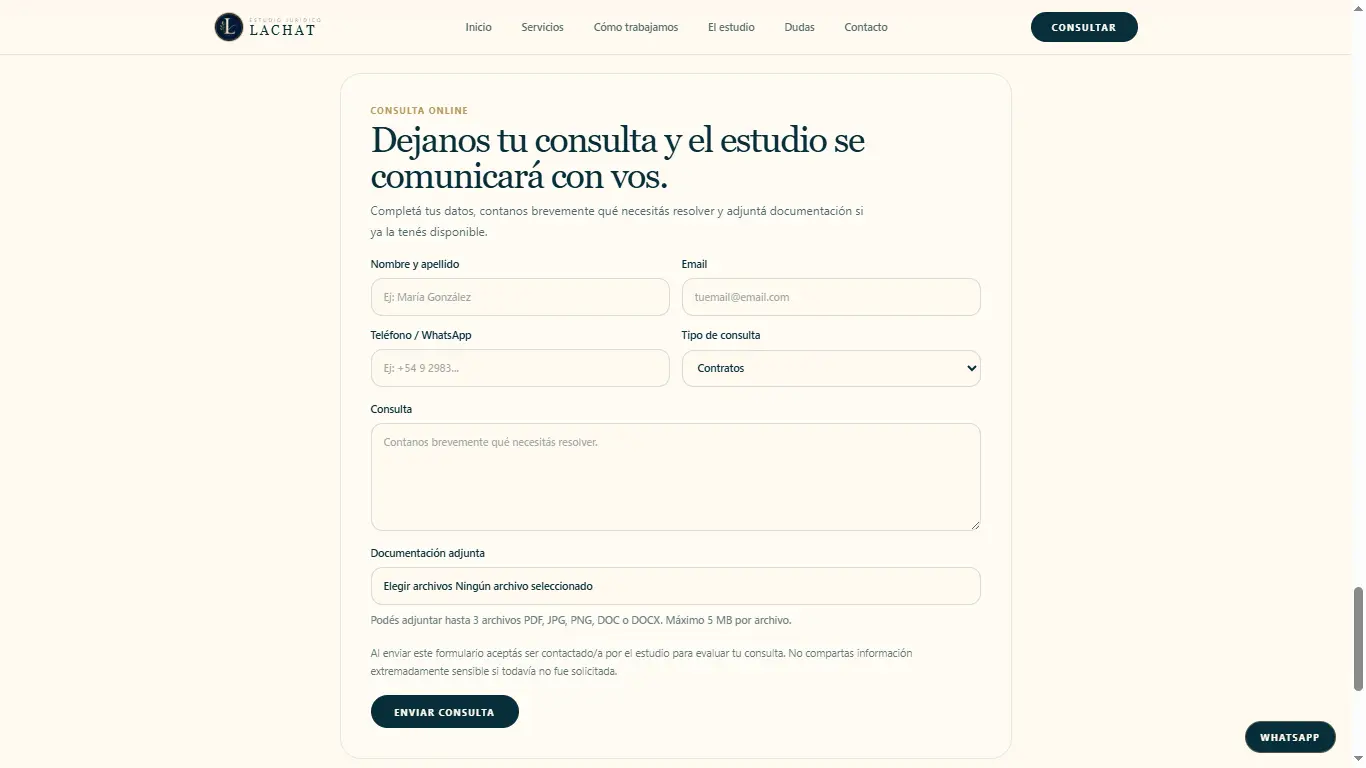 ESTUDIO JURÍDICO
LACHAT
Inicio
Servicios
Cómo trabajamos
El estudio
Dudas
Contacto
CONSULTAR
CONSULTA ONLINE
Dejanos tu consulta y el estudio se
comunicará con vos.
Completá tus datos, contanos brevemente qué necesitás resolver y adjuntá documentación si
ya la tenés disponible.
Nombre y apellido
Email
Ej: María González
tuemail@email.com
Teléfono / WhatsApp
Tipo de consulta
Ej: +54 9 2983...
Contratos
Consulta
Contanos brevemente qué necesitás resolver.
Documentación adjunta
Elegir archivos Ningún archivo seleccionado
Podés adjuntar hasta 3 archivos PDF, JPG, PNG, DOC o DOCX. Máximo 5 MB por archivo.
Al enviar este formulario aceptás ser contactado/a por el estudio para evaluar tu consulta. No compartas información
extremadamente sensible si todavía no fue solicitada.
ENVIAR CONSULTA
WHATSAPP